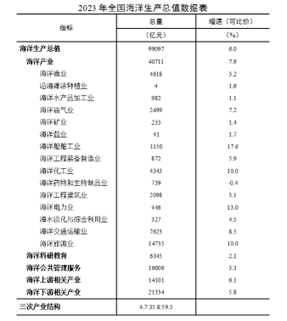 2023 年全国海洋生产总值数据表
指标 总量 （亿元） 增速（可比价） （%）
海洋生产总值 99097 6.0
海洋产业 40711 7.9
海洋渔业 4618 3.2
沿海滩涂种植业 4 1.6
海洋水产品加工业 982 1.1
海洋油气业 2499 7.2
海洋矿业 233 1.4
海洋盐业 41 1.7
海洋船舶工业 1150 17.6
海洋工程装备制造业 872 5.9
海洋化工业 4343 10.0
海洋药物和生物制品业 739 -0.4
海洋工程建筑业 2098 5.1
海洋电力业 446 13.0
海水淡化与综合利用业 327 4.5
海洋交通运输业 7623 8.5
海洋旅游业 14735 10.0
海洋科研教育 6345 2.1
海洋公共管理服务 16606 3.3
海洋上游相关产业 14101 6.1
海洋下游相关产业 21334 5.8
三次产业结构 4.7:35.8:59.5